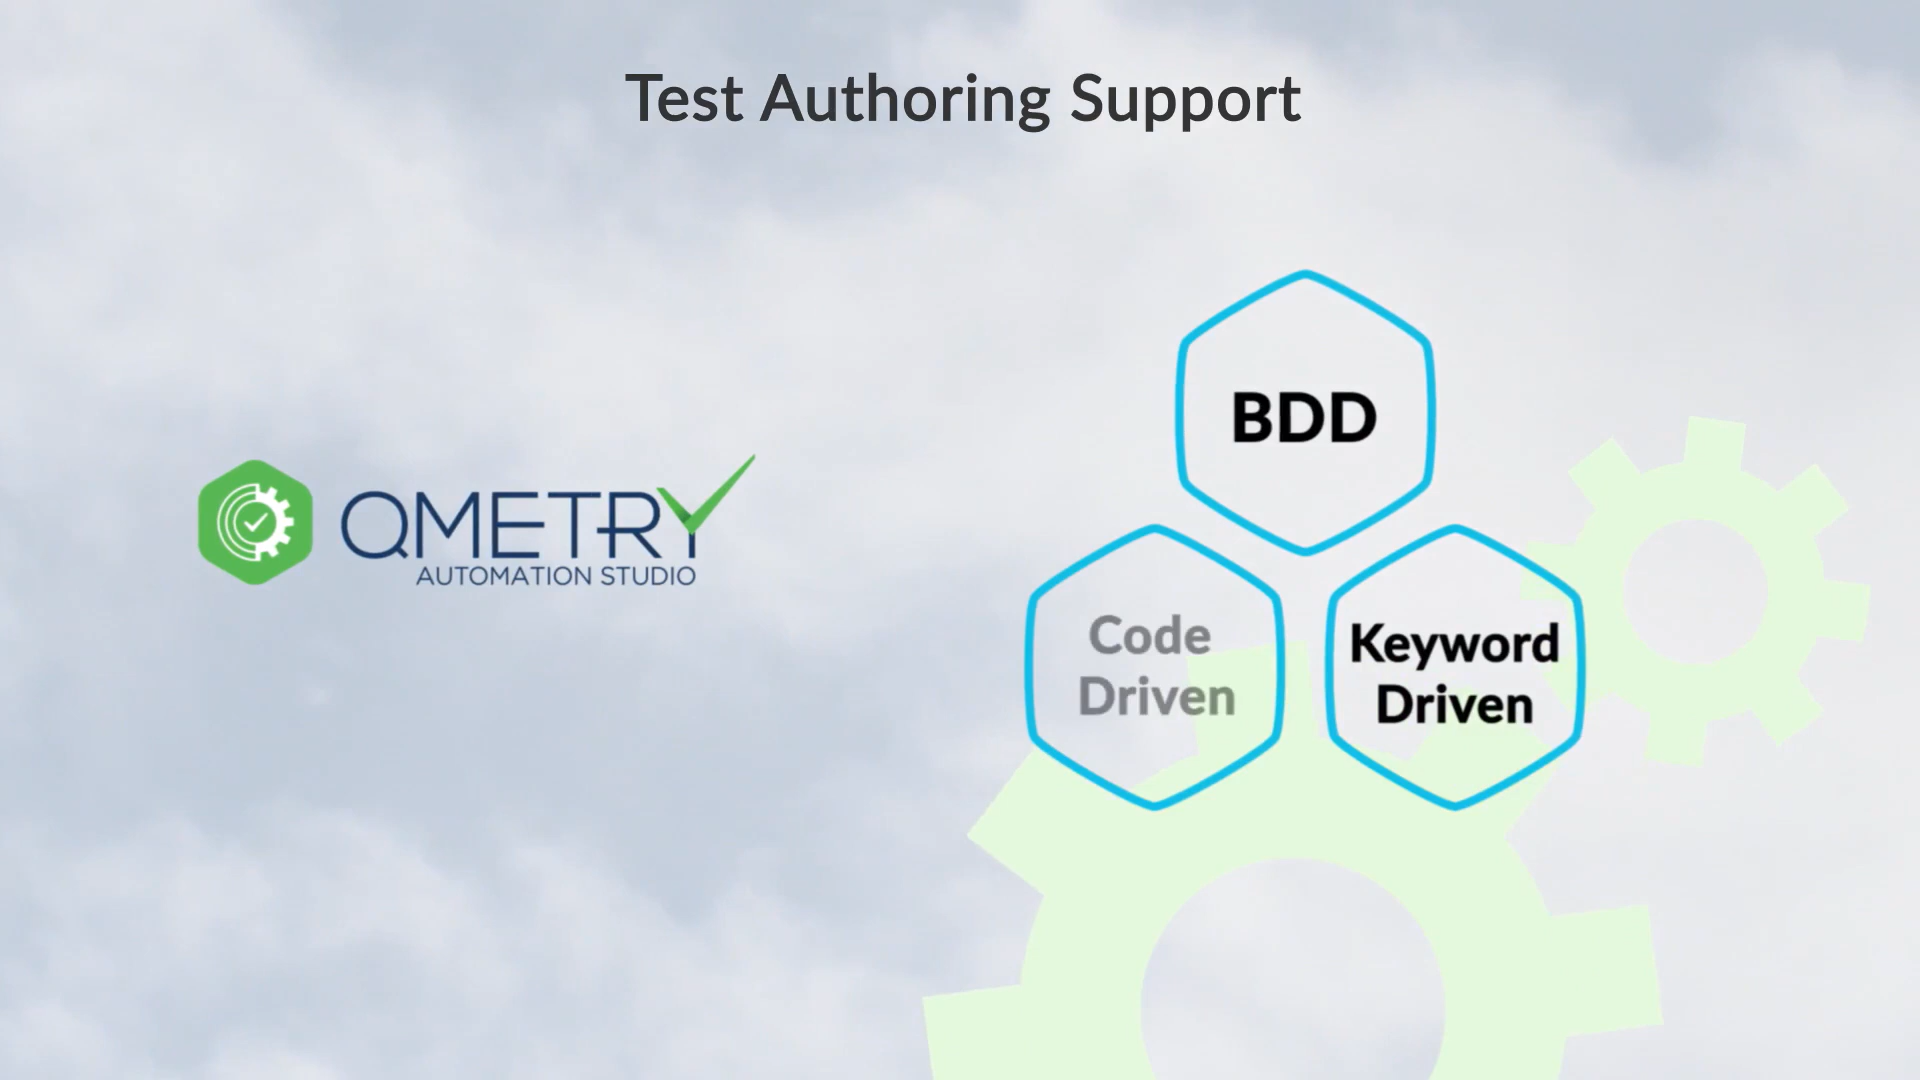 Test Authoring Support
QMETRY
AUTOMATION STUDIO
BDD
Code
Driven
Keyword
Driven